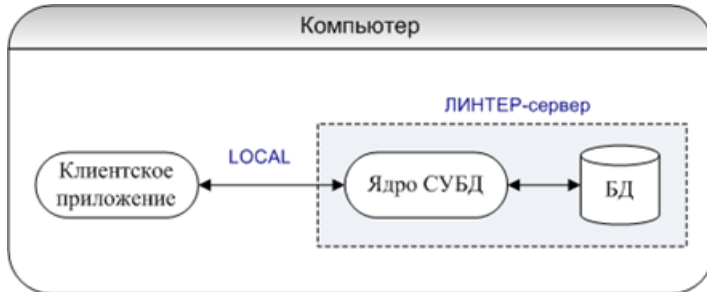 Компьютер
ЛИНТЕР-сервер
Клиентское
приложение
LOCAL
Ядро СУБД
БД